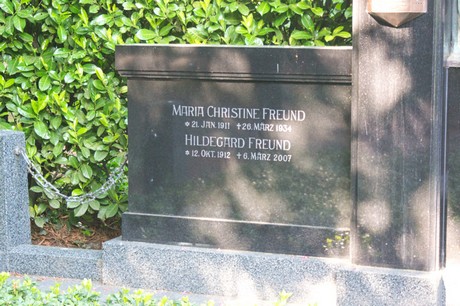 MARIA CHRISTINE FREUND
* 21. JAN. 1911 ✝ 26. MÄRZ 1934
HILDEGARD FREUND
* 12. OKT. 1912 ✝ 6. MÄRZ 2007